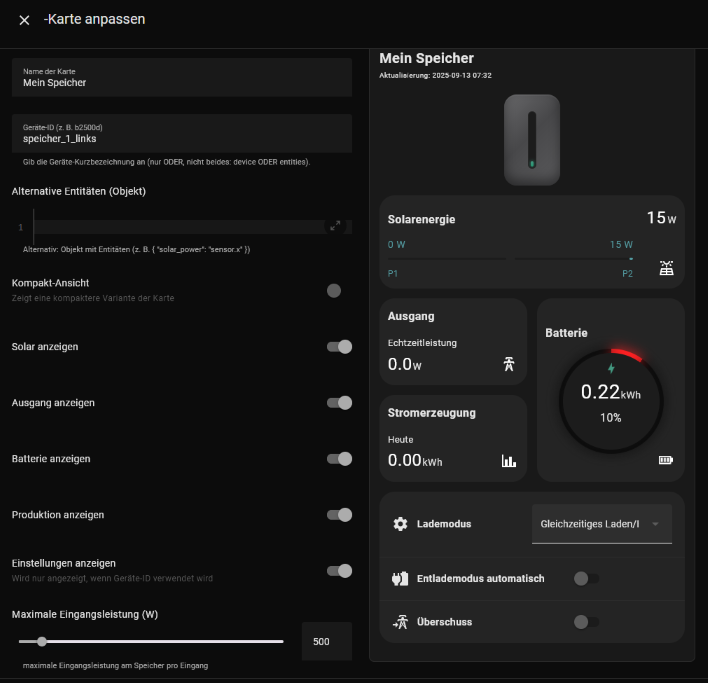 -Karte anpassen
Name der Karte
Mein Speicher
Geräte-ID (z. B. b2500d)
speicher_1_links
Gib die Geräte-Kurzbezeichnung an (nur ODER, nicht beides: device ODER entities).
Alternative Entitäten (Objekt)
1
Alternativ: Objekt mit Entitäten (z. B. { "solar_power": "sensor.x" })
Kompakt-Ansicht
Zeigt eine kompaktere Variante der Karte
Solar anzeigen
Ausgang anzeigen
Batterie anzeigen
Produktion anzeigen
Einstellungen anzeigen
Wird nur angezeigt, wenn Geräte-ID verwendet wird
Maximale Eingangsleistung (W)
500
maximale Eingangsleistung am Speicher pro Eingang
Mein Speicher
Aktualisierung: 2025-09-13 07:32
Solarenergie
15 W
0 W
15 W
P1
P2
Ausgang
Echtzeitleistung
0.0 W
Stromerzeugung
Heute
0.00 kWh
Batterie
0.22 kWh
10%
Lademodus
Gleichzeitiges Laden/
Entlademodus automatisch
Überschuss